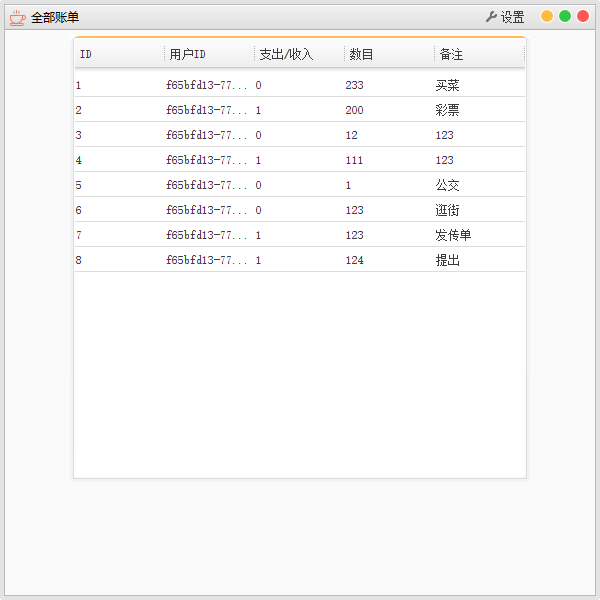 全部账单 设置
ID 用户ID 支出/收入 数目 备注
1 f65bfd13-77... 0 233 买菜
2 f65bfd13-77... 1 200 彩票
3 f65bfd13-77... 0 12 123
4 f65bfd13-77... 1 111 123
5 f65bfd13-77... 0 1 公交
6 f65bfd13-77... 0 123 逛街
7 f65bfd13-77... 1 123 发传单
8 f65bfd13-77... 1 124 提出